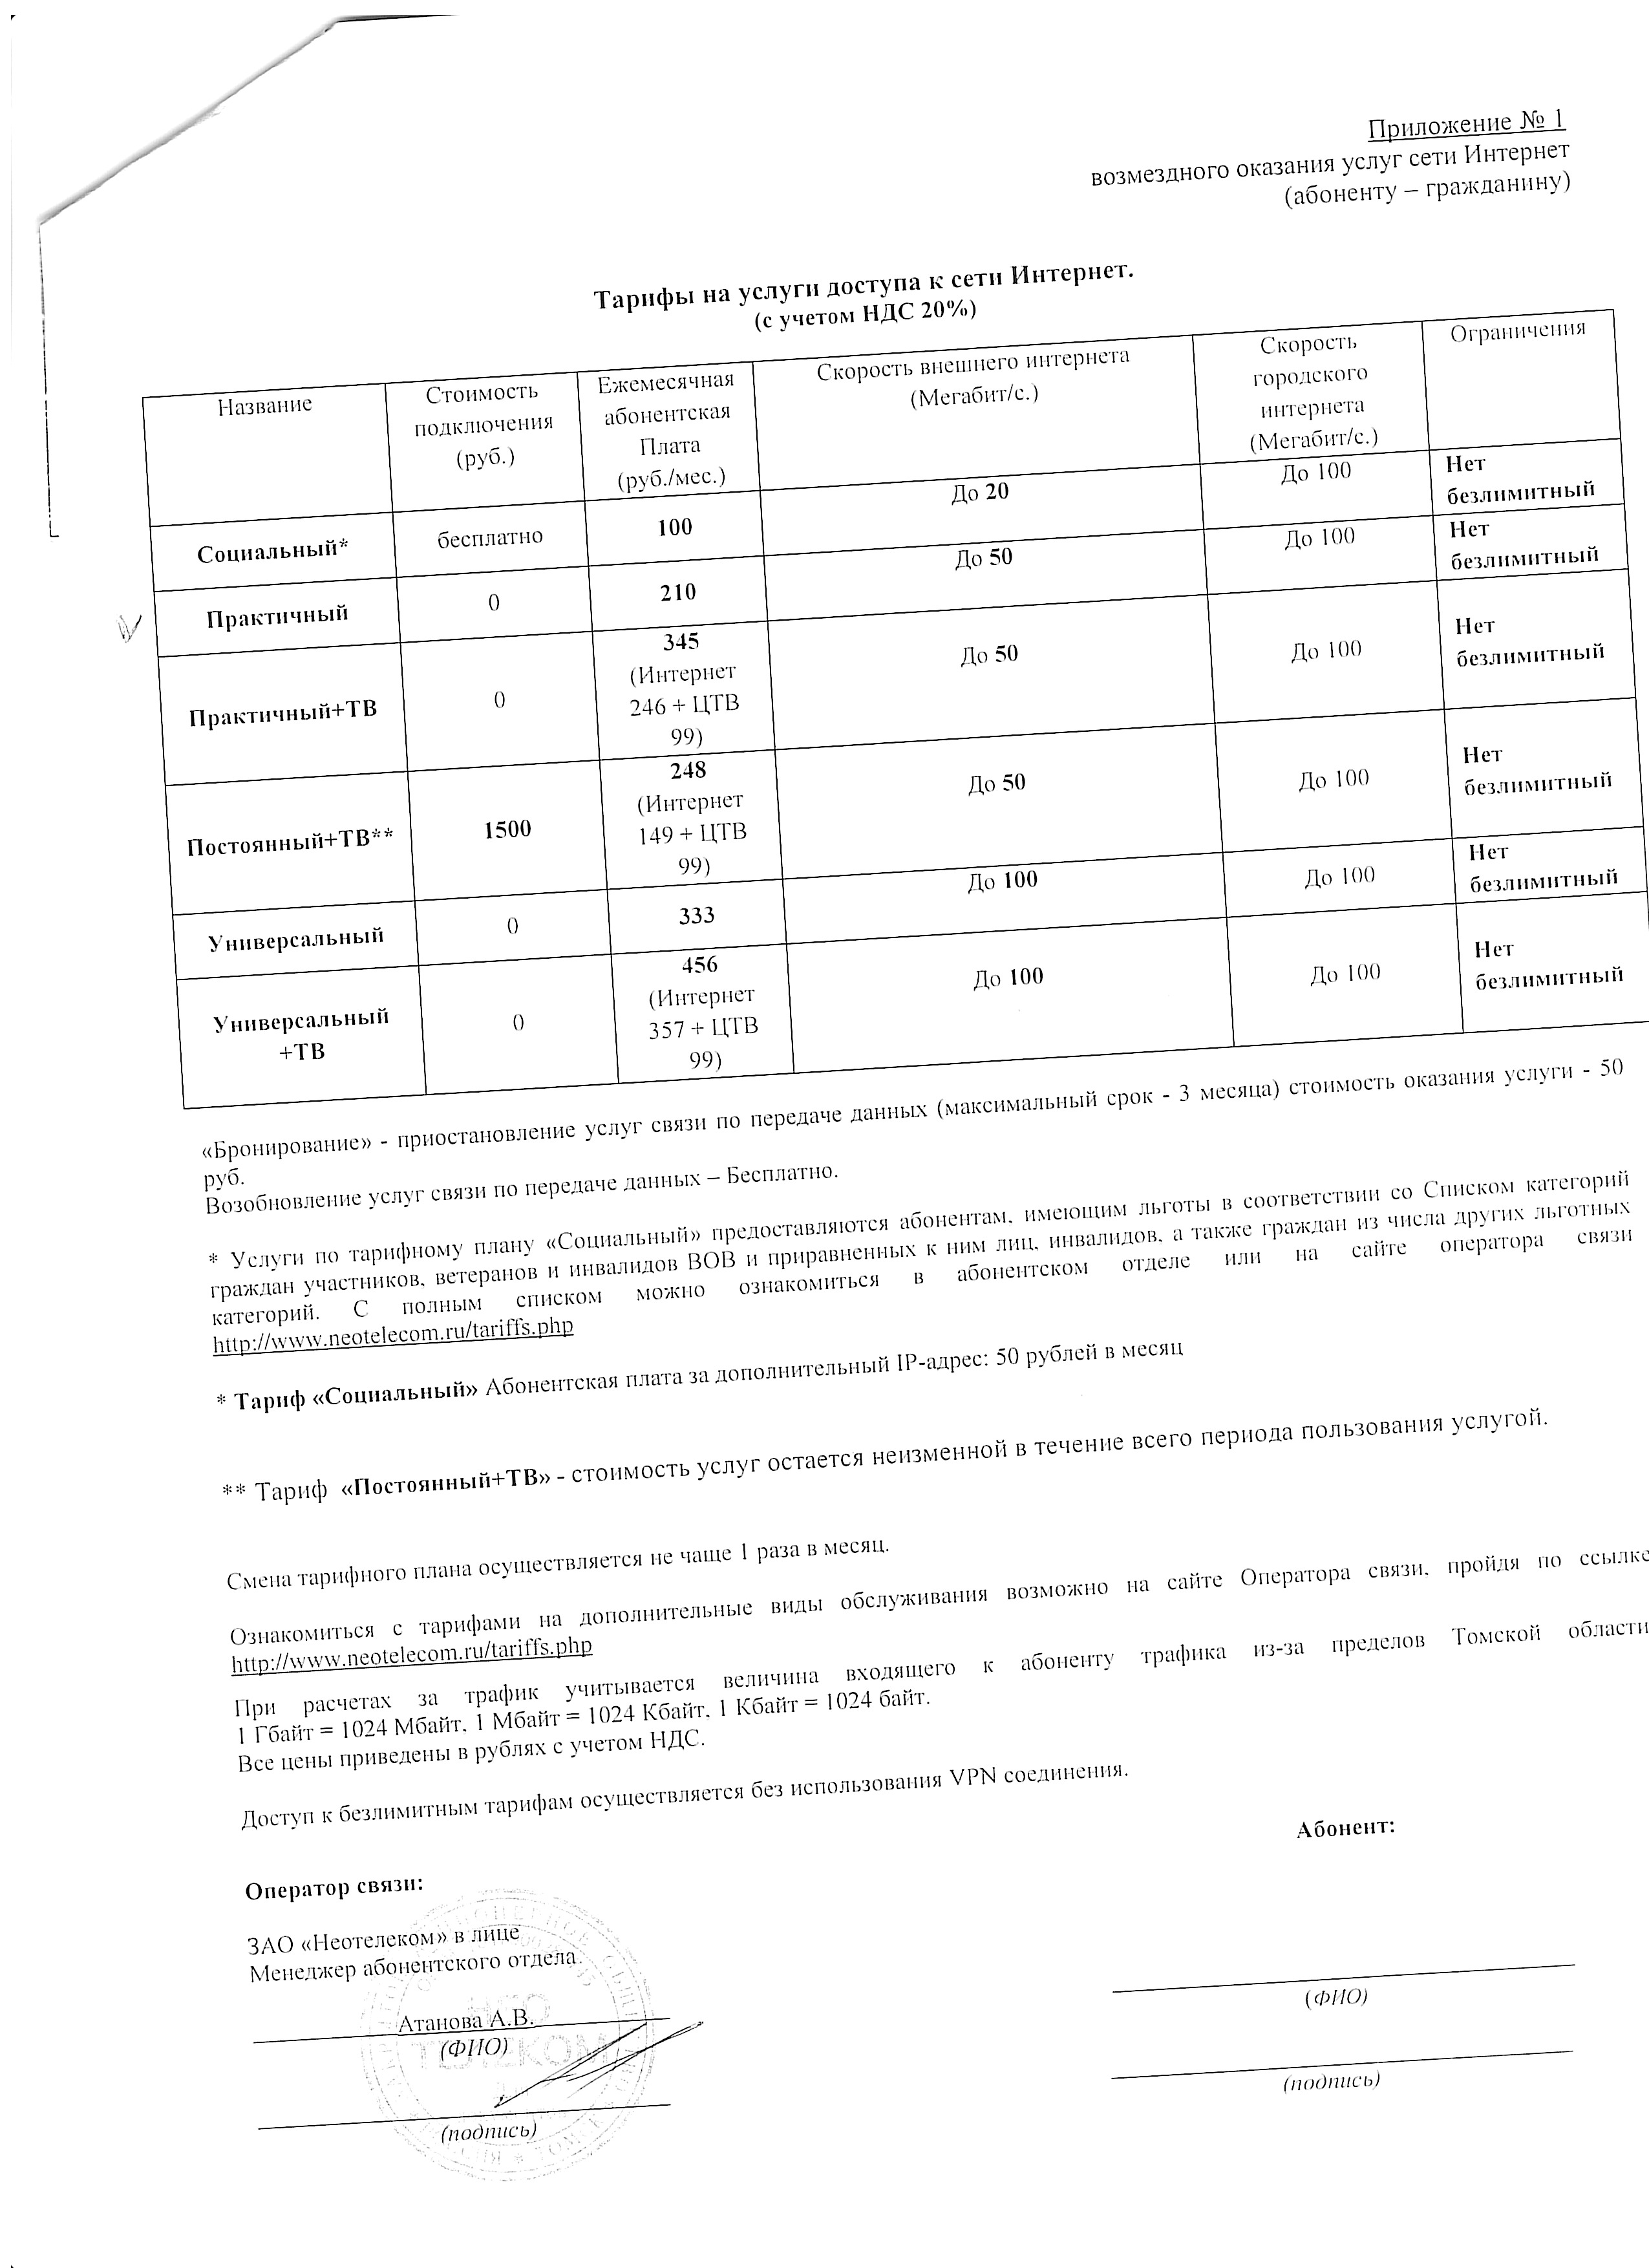 Приложение № 1
возмездного оказания услуг сети Интернет
(абоненту – гражданину)
Тарифы на услуги доступа к сети Интернет.
(с учетом НДС 20%)
Название
Стоимость
подключения
(руб.)
Ежемесячная
абонентская
Плата
(руб./мес.)
Скорость внешнего интернета
(Мегабит/с.)
Скорость
городского
интернета
(Мегабит/с.)
Ограничения
Социальный*
бесплатно
100
До 20
До 100
Нет
безлимитный
Практичный
0
210
До 50
До 100
Нет
безлимитный
Практичный+ТВ
0
345
(Интернет
246 + ЦТВ
99)
До 50
До 100
Нет
безлимитный
Постоянный+ТВ**
1500
248
(Интернет
149 + ЦТВ
99)
До 50
До 100
Нет
безлимитный
Универсальный
0
333
До 100
До 100
Нет
безлимитный
Универсальный
+ТВ
0
456
(Интернет
357 + ЦТВ
99)
До 100
До 100
Нет
безлимитный
«Бронирование» - приостановление услуг связи по передаче данных (максимальный срок - 3 месяца) стоимость оказания услуги - 50
руб.
Возобновление услуг связи по передаче данных – Бесплатно.
* Услуги по тарифному плану «Социальный» предоставляются абонентам, имеющим льготы в соответствии со Списком категорий
граждан участников, ветеранов и инвалидов ВОВ и приравненных к ним лиц, инвалидов, а также граждан из числа других льготных
категорий. С полным списком можно ознакомиться в абонентском отделе или на сайте оператора связи
http://www.neotelecom.ru/tariffs.php
* Тариф «Социальный» Абонентская плата за дополнительный IP-адрес: 50 рублей в месяц
** Тариф «Постоянный+ТВ» - стоимость услуг остается неизменной в течение всего периода пользования услугой.
Смена тарифного плана осуществляется не чаще 1 раза в месяц.
Ознакомиться с тарифами на дополнительные виды обслуживания возможно на сайте Оператора связи, пройдя по ссылке
http://www.neotelecom.ru/tariffs.php
При расчетах за трафик учитывается величина входящего к абоненту трафика из-за пределов Томской области
1 Гбайт = 1024 Мбайт, 1 Мбайт = 1024 Кбайт, 1 Кбайт = 1024 байт.
Все цены приведены в рублях с учетом НДС.
Доступ к безлимитным тарифам осуществляется без использования VPN соединения.
Оператор связи:
Абонент:
ЗАО «Неотелеком» в лице
Менеджер абонентского отдела
Атанова А.В.
(ФИО)
(подпись)
(ФИО)
(подпись)